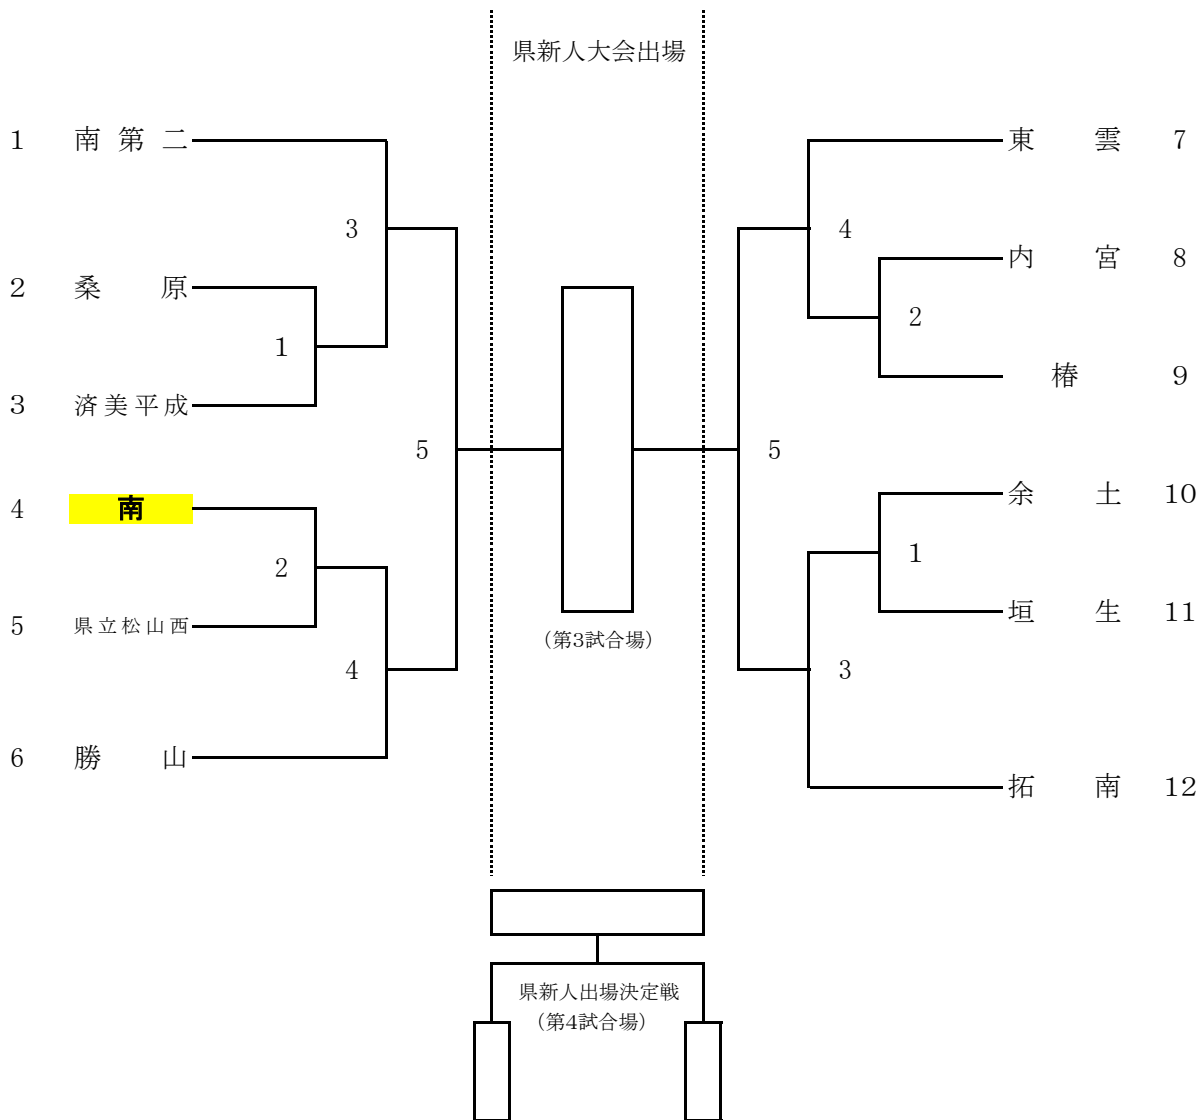 県新人大会出場
1 南第二
3
2 桑原
1
3 済美平成
5
4 南
2
5 県立松山西
4
6 勝山
東雲 7
4
内宮 8
2
椿 9
5
余土 10
1
垣生 11
3
拓南 12
（第3試合場）
県新人出場決定戦
（第4試合場）